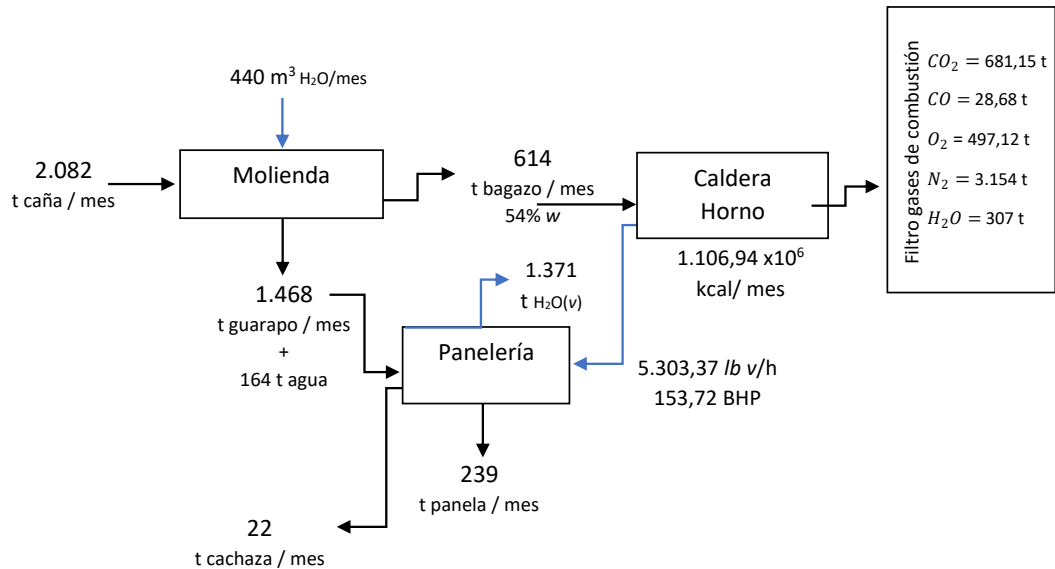 440 m³ H₂O/mes
2.082
t caña / mes
Molienda
614
t bagazo / mes
54% w
Caldera
Horno
1.106,94 x10⁶
kcal/ mes
Filtro gases de combustión
CO₂ = 681,15 t
CO = 28,68 t
O₂ = 497,12 t
N₂ = 3.154 t
H₂O = 307 t
1.468
t guarapo / mes
+
164 t agua
1.371
t H₂O(v)
Panelería
5.303,37 lb v/h
153,72 BHP
239
t panela / mes
22
t cachaza / mes